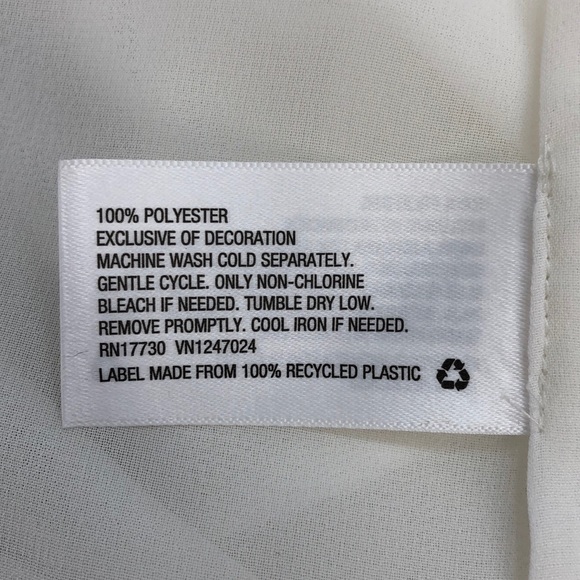 100% POLYESTER
EXCLUSIVE OF DECORATION
MACHINE WASH COLD SEPARATELY.
GENTLE CYCLE. ONLY NON-CHLORINE
BLEACH IF NEEDED. TUMBLE DRY LOW.
REMOVE PROMPTLY. COOL IRON IF NEEDED.
RN17730 VN1247024
LABEL MADE FROM 100% RECYCLED PLASTIC